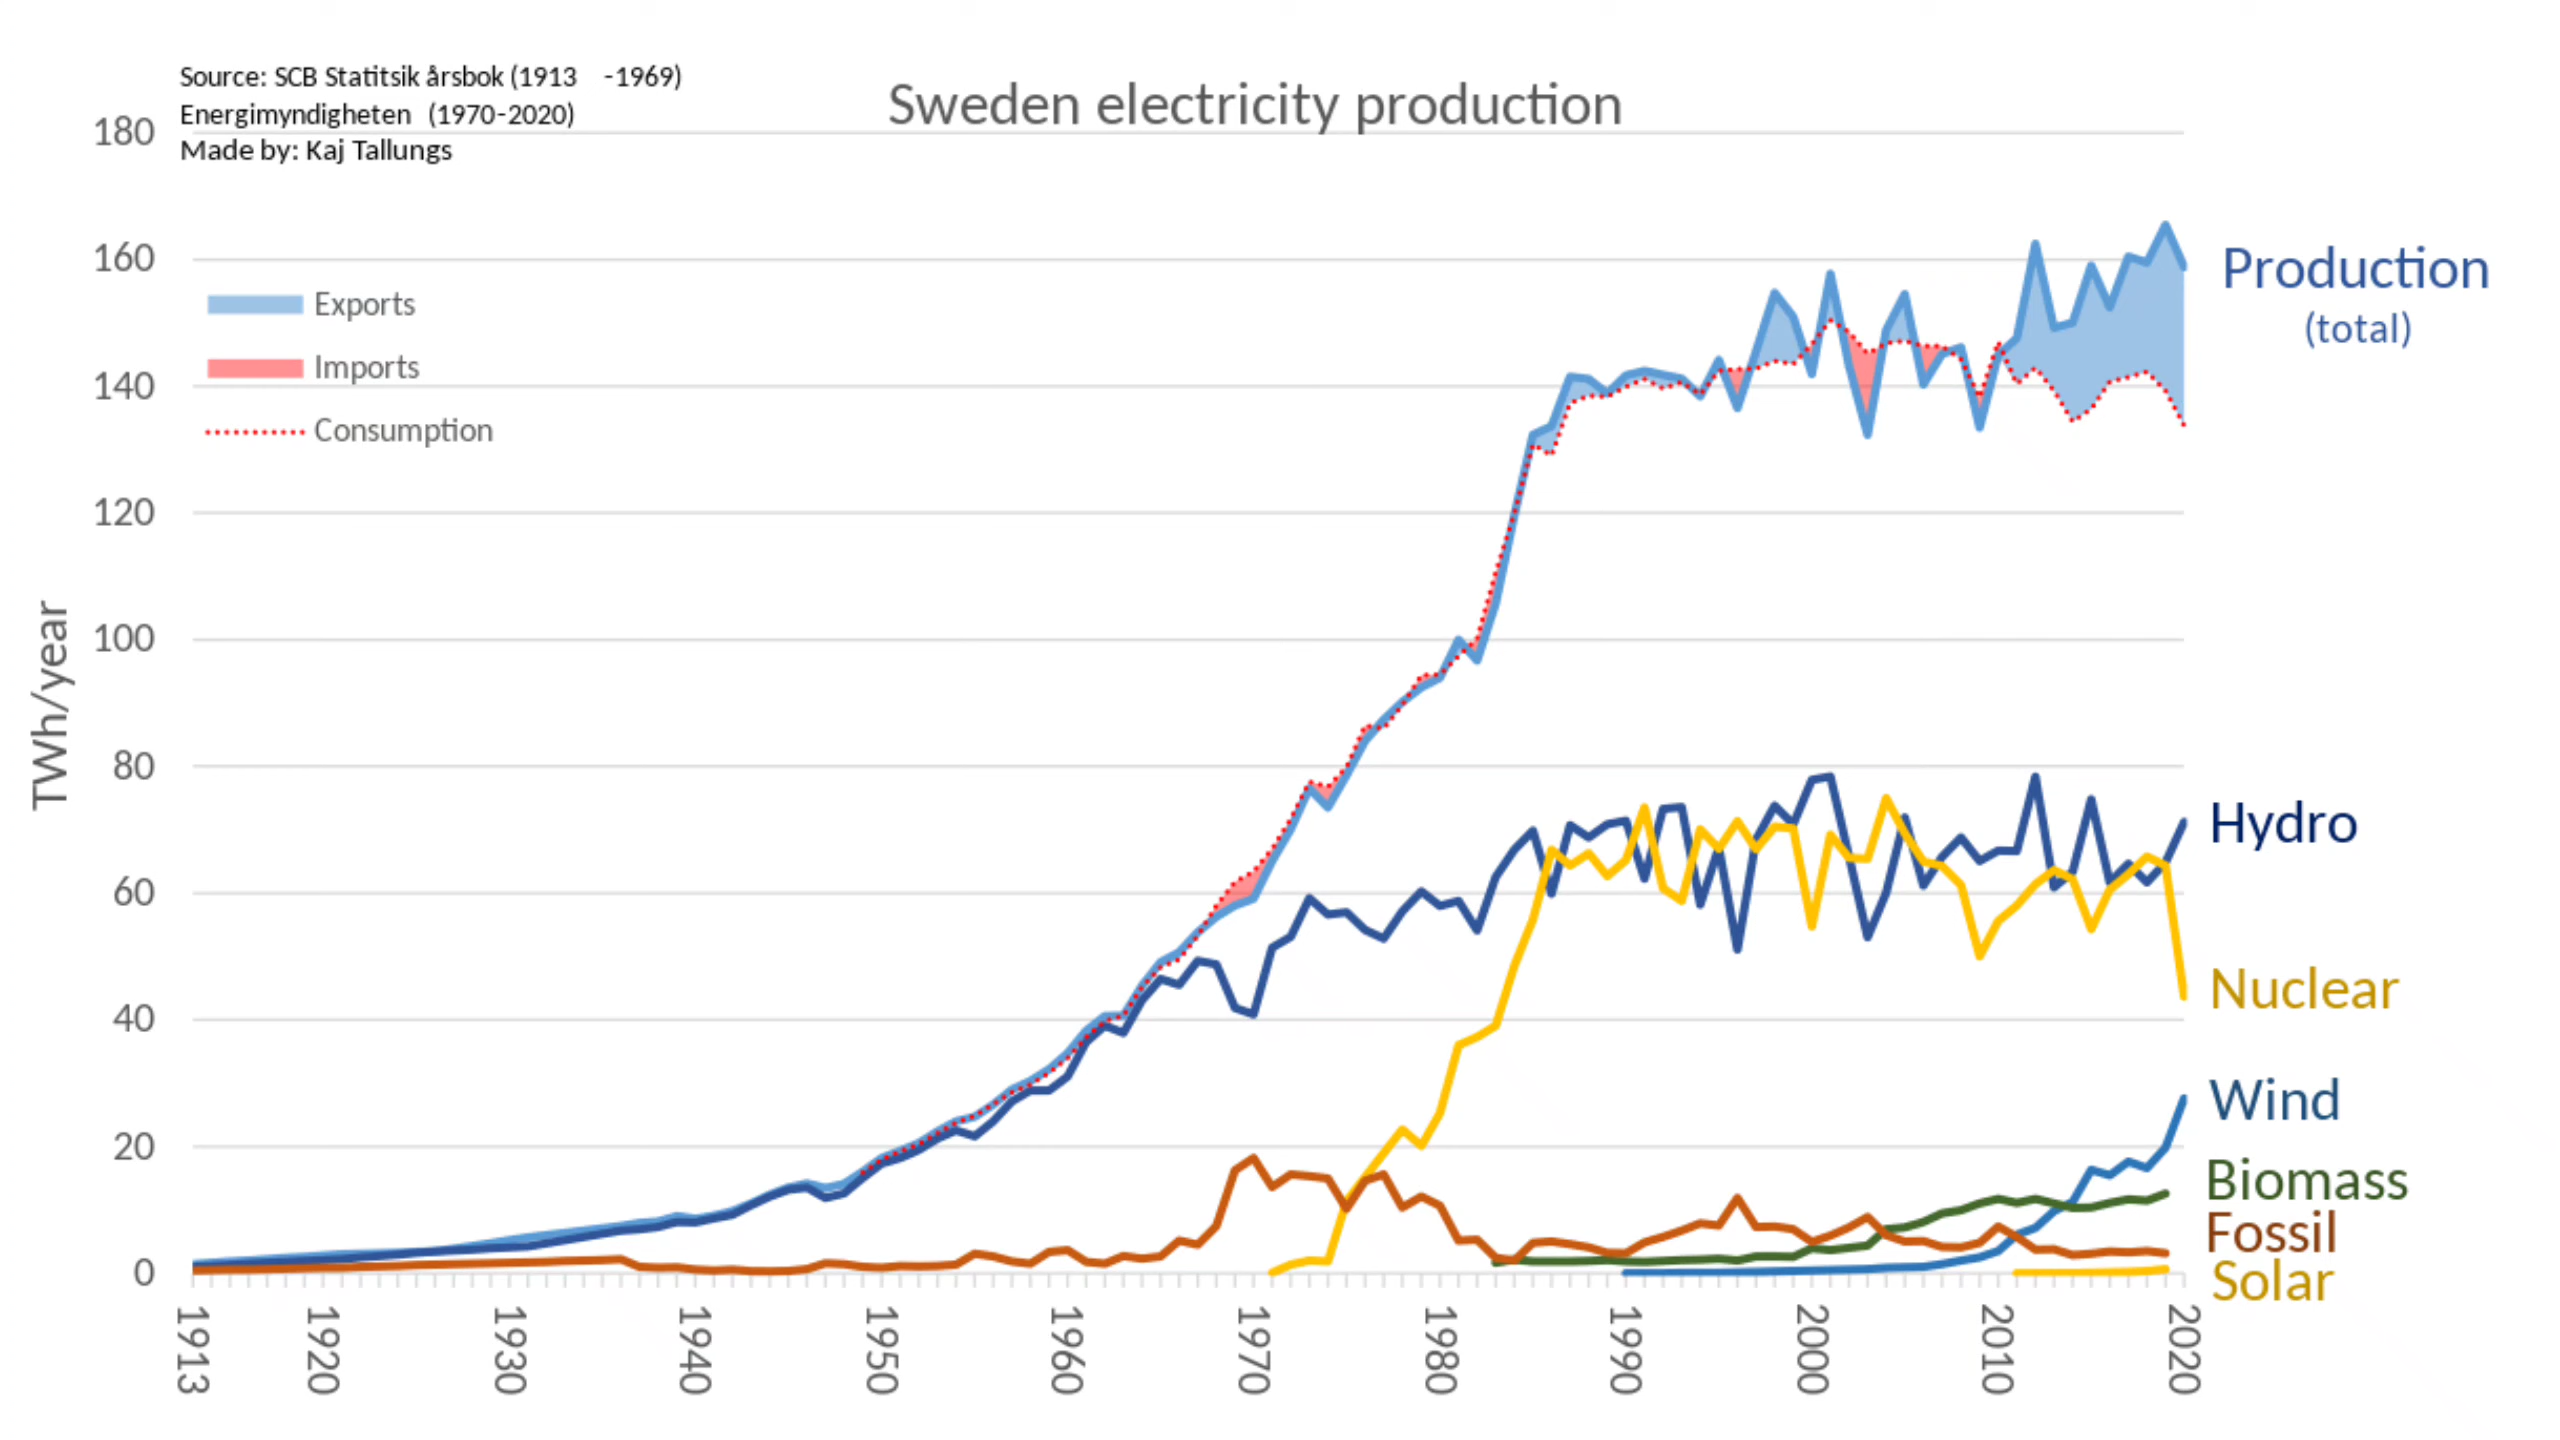 Source: SCB Statitsik årsbok (1913 -1969)
Energimyndigheten (1970-2020)
Made by: Kaj Tallungs
Sweden electricity production
180
160
140
120
100
80
60
40
20
0
TWh/year
Exports
Imports
Consumption
Production
(total)
Hydro
Nuclear
Wind
Biomass
Fossil
Solar
1913
1920
1930
1940
1950
1960
1970
1980
1990
2000
2010
2020